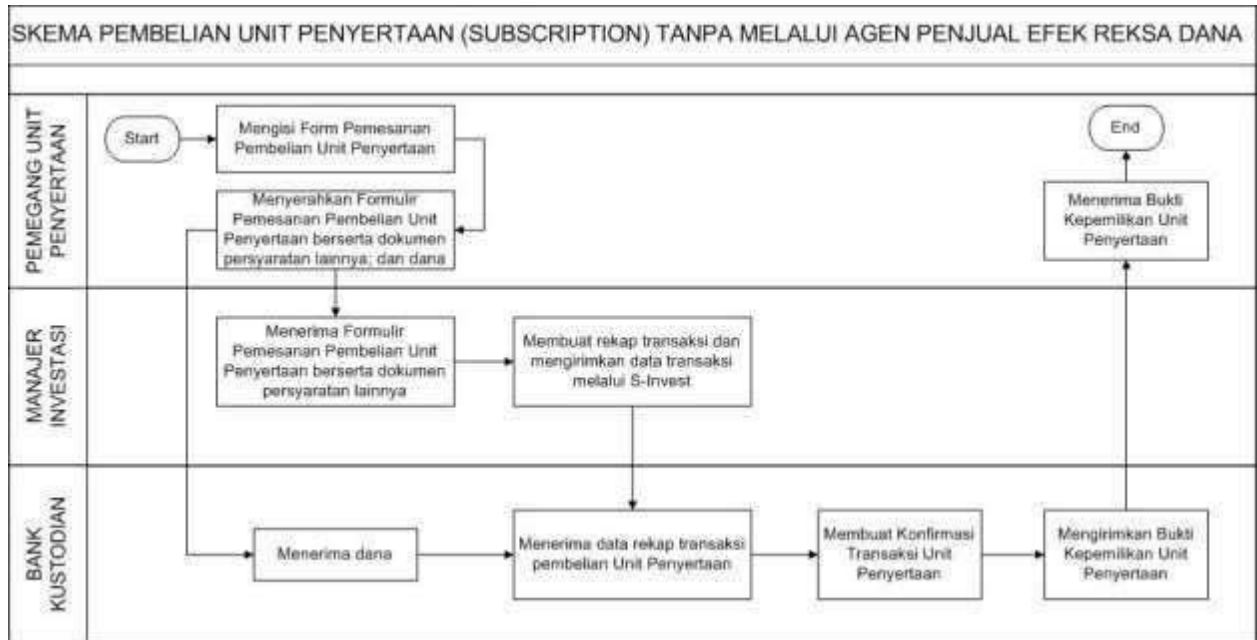 SKEMA PEMBELIAN UNIT PENYERTAAN (SUBSCRIPTION) TANPA MELALUI AGEN PENJUAL EFEK REKSA DANA
PEMEGANG UNIT
PENYERTAAN
Start
Mengisi Form Pemesanan
Pembelian Unit Penyertaan
Menyerahkan Formulir
Pemesanan Pembelian Unit
Penyertaan berserta dokumen
persyaratan lainnya; dan dana
End
Menerima Bukti
Kepemilikan Unit
Penyertaan
MANAJER
INVESTASI
Menerima Formulir
Pemesanan Pembelian Unit
Penyertaan berserta dokumen
persyaratan lainnya
Membuat rekap transaksi dan
mengirimkan data transaksi
melalui S-Invest
BANK
KUSTODIAN
Menerima dana
Menerima data rekap transaksi
pembelian Unit Penyertaan
Membuat Konfirmasi
Transaksi Unit
Penyertaan
Mengirimkan Bukti
Kepemilikan Unit
Penyertaan